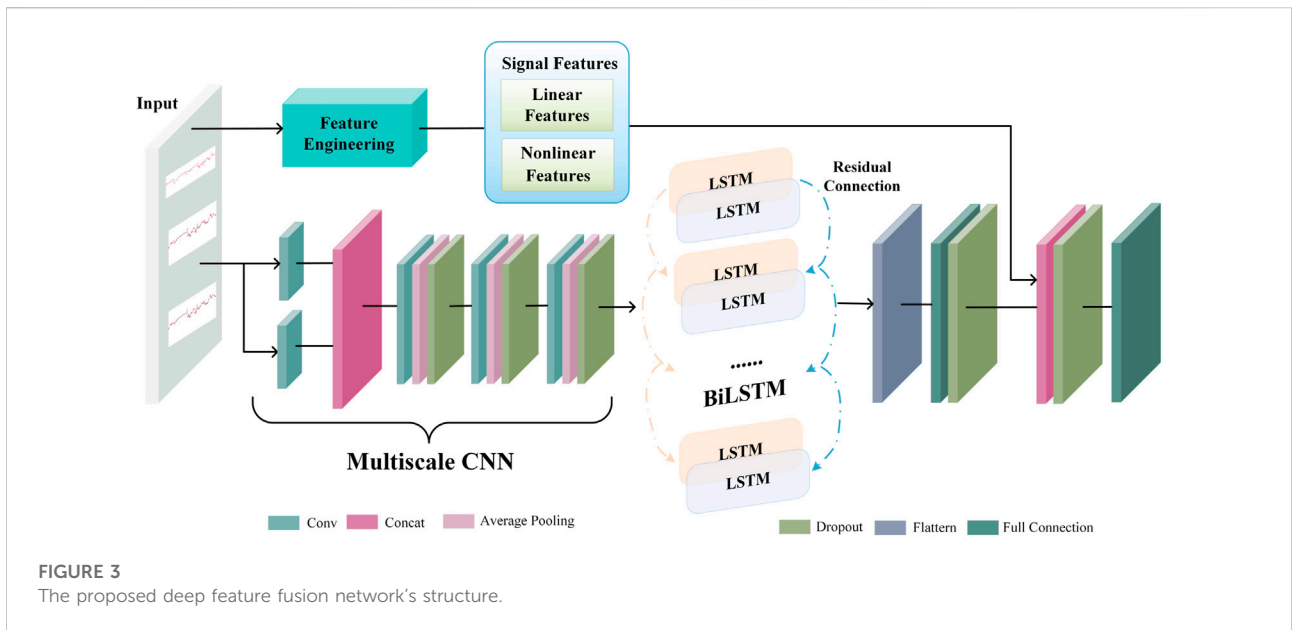 Input
Feature
Engineering
Signal Features
Linear
Features
Nonlinear
Features
LSTM
LSTM
Residual
Connection
LSTM
LSTM
......
BiLSTM
LSTM
LSTM
Multiscale CNN
Conv
Concat
Average Pooling
Dropout
Flattern
Full Connection
FIGURE 3
The proposed deep feature fusion network's structure.